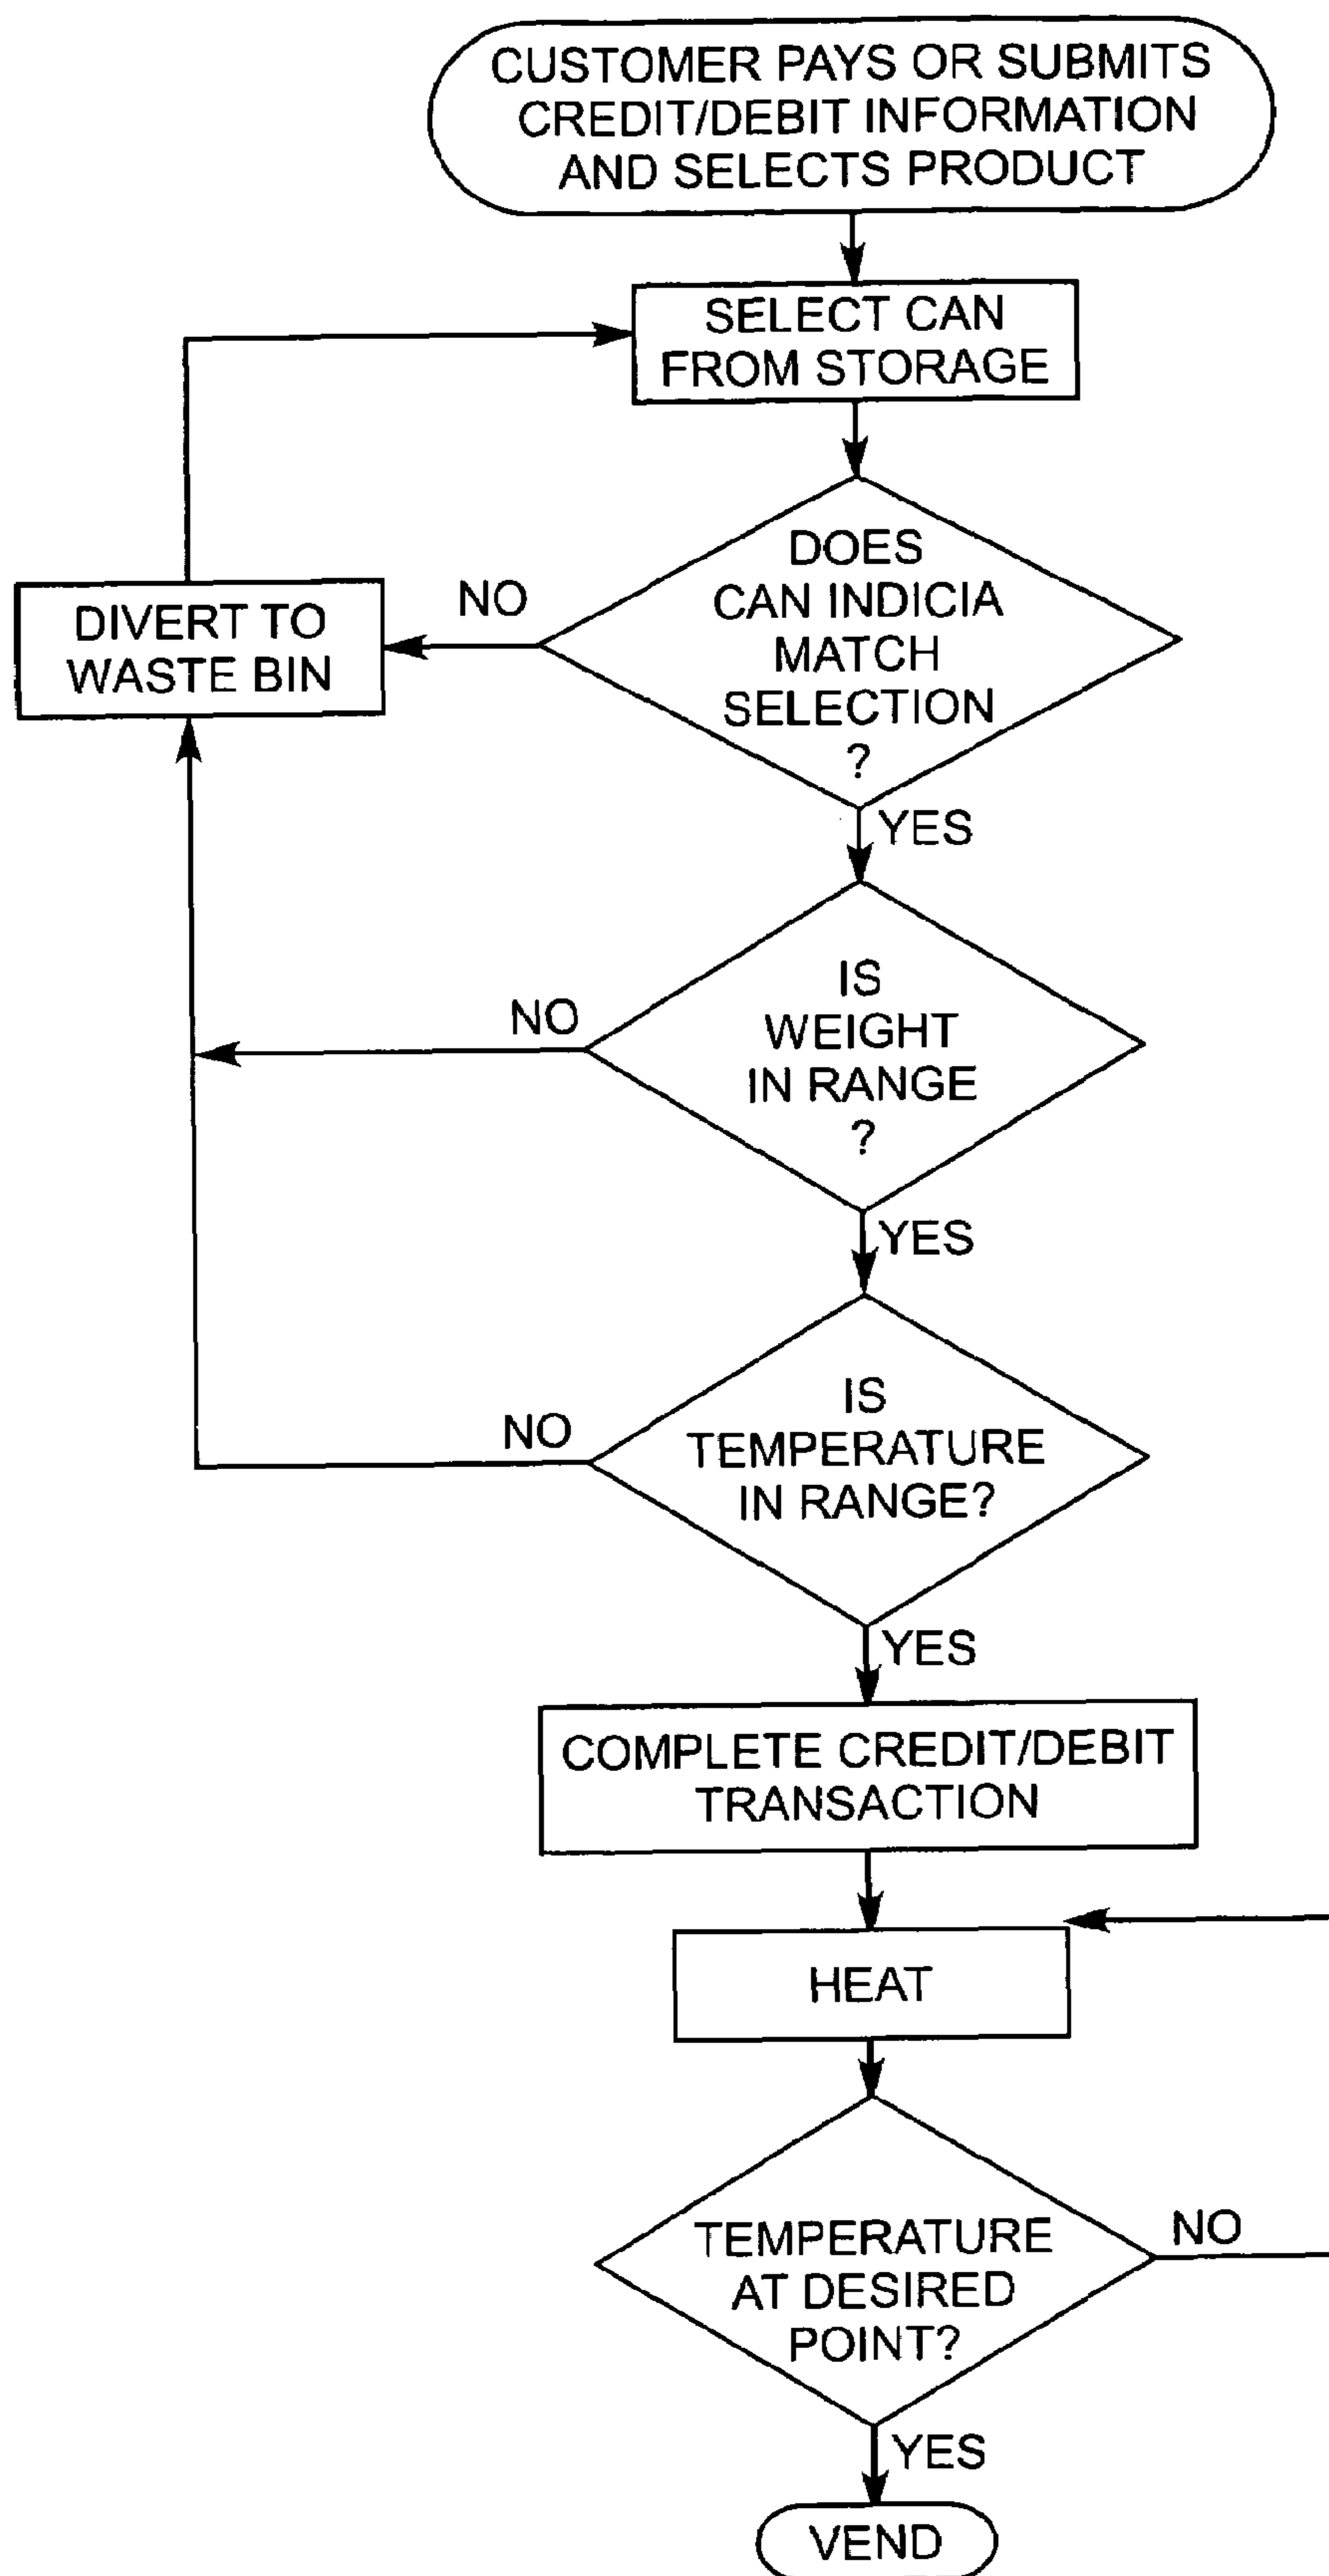 CUSTOMER PAYS OR SUBMITS
CREDIT/DEBIT INFORMATION
AND SELECTS PRODUCT
SELECT CAN
FROM STORAGE
DOES
CAN INDICIA
MATCH
SELECTION
?
NO
DIVERT TO
WASTE BIN
YES
IS
WEIGHT
IN RANGE
?
NO
YES
IS
TEMPERATURE
IN RANGE?
NO
YES
COMPLETE CREDIT/DEBIT
TRANSACTION
HEAT
TEMPERATURE
AT DESIRED
POINT?
NO
YES
VEND